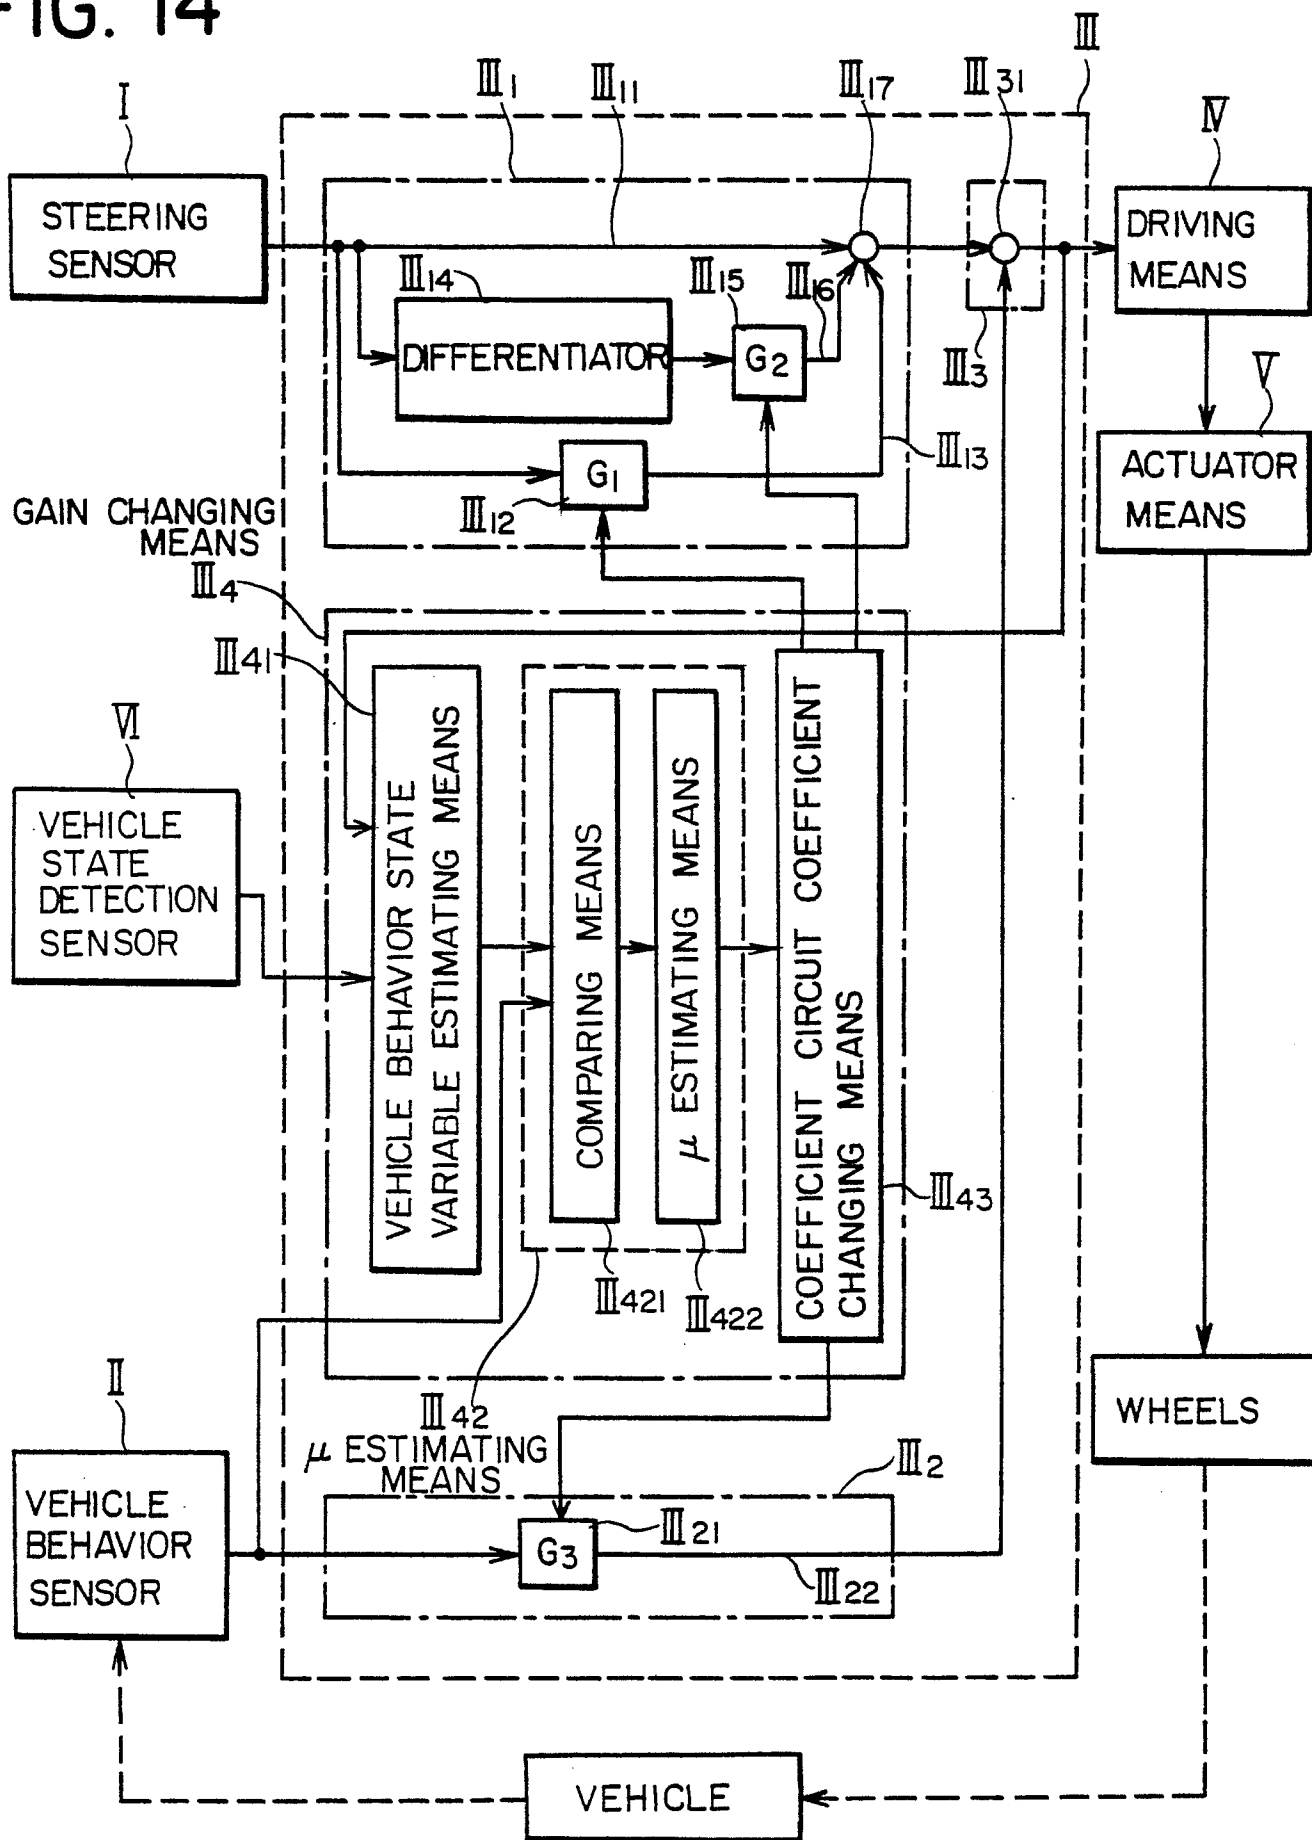 FIG. 14
III
III1
III11
III17
III31
I
IV
STEERING
SENSOR
DRIVING
MEANS
III14
III15
III16
DIFFERENTIATOR
G2
III3
V
III13
G1
III12
ACTUATOR
MEANS
GAIN CHANGING
MEANS
III4
III41
VI
VEHICLE
STATE
DETECTION
SENSOR
VEHICLE BEHAVIOR STATE
VARIABLE ESTIMATING MEANS
COMPARING MEANS
μ ESTIMATING MEANS
COEFFICIENT CIRCUIT COEFFICIENT
CHANGING MEANS
III43
III421
III422
II
III42
μ ESTIMATING
MEANS
WHEELS
III2
VEHICLE
BEHAVIOR
SENSOR
G3
III21
III22
VEHICLE